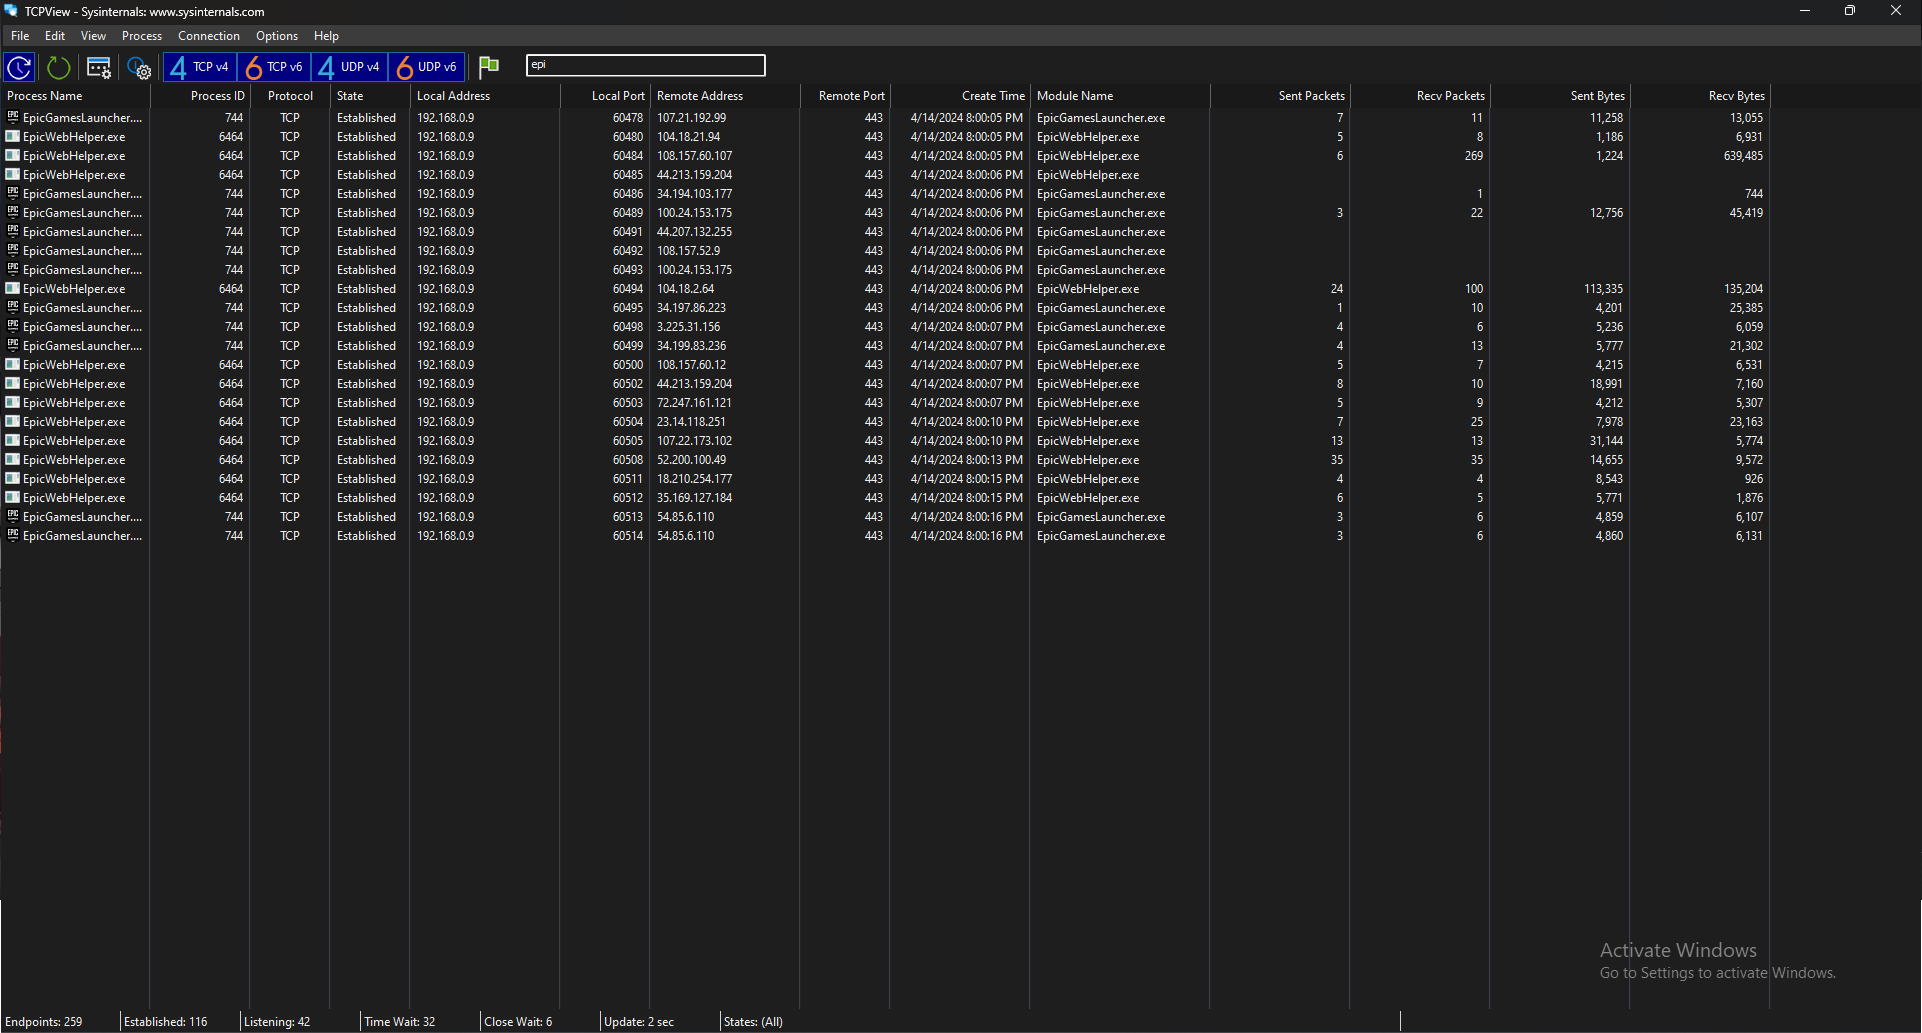 TCPView - Sysinternals: www.sysinternals.com
File Edit View Process Connection Options Help
4 TCP v4 6 TCP v6 4 UDP v4 6 UDP v6 epi
Process Name Process ID Protocol State Local Address Local Port Remote Address Remote Port Create Time Module Name Sent Packets Recv Packets Sent Bytes Recv Bytes
EPIC EpicGamesLauncher.... 744 TCP Established 192.168.0.9 60478 107.21.192.99 443 4/14/2024 8:00:05 PM EpicGamesLauncher.exe 7 11 11,258 13,055
EpicWebHelper.exe 6464 TCP Established 192.168.0.9 60480 104.18.21.94 443 4/14/2024 8:00:05 PM EpicWebHelper.exe 5 8 1,186 6,931
EpicWebHelper.exe 6464 TCP Established 192.168.0.9 60484 108.157.60.107 443 4/14/2024 8:00:05 PM EpicWebHelper.exe 6 269 1,224 639,485
EpicWebHelper.exe 6464 TCP Established 192.168.0.9 60485 44.213.159.204 443 4/14/2024 8:00:06 PM EpicWebHelper.exe
EPIC EpicGamesLauncher.... 744 TCP Established 192.168.0.9 60486 34.194.103.177 443 4/14/2024 8:00:06 PM EpicGamesLauncher.exe 1 744
EPIC EpicGamesLauncher.... 744 TCP Established 192.168.0.9 60489 100.24.153.175 443 4/14/2024 8:00:06 PM EpicGamesLauncher.exe 3 22 12,756 45,419
EPIC EpicGamesLauncher.... 744 TCP Established 192.168.0.9 60491 44.207.132.255 443 4/14/2024 8:00:06 PM EpicGamesLauncher.exe
EPIC EpicGamesLauncher.... 744 TCP Established 192.168.0.9 60492 108.157.52.9 443 4/14/2024 8:00:06 PM EpicGamesLauncher.exe
EPIC EpicGamesLauncher.... 744 TCP Established 192.168.0.9 60493 100.24.153.175 443 4/14/2024 8:00:06 PM EpicGamesLauncher.exe
EpicWebHelper.exe 6464 TCP Established 192.168.0.9 60494 104.18.2.64 443 4/14/2024 8:00:06 PM EpicWebHelper.exe 24 100 113,335 135,204
EPIC EpicGamesLauncher.... 744 TCP Established 192.168.0.9 60495 34.197.86.223 443 4/14/2024 8:00:06 PM EpicGamesLauncher.exe 1 10 4,201 25,385
EPIC EpicGamesLauncher.... 744 TCP Established 192.168.0.9 60498 3.225.31.156 443 4/14/2024 8:00:07 PM EpicGamesLauncher.exe 4 6 5,236 6,059
EPIC EpicGamesLauncher.... 744 TCP Established 192.168.0.9 60499 34.199.83.236 443 4/14/2024 8:00:07 PM EpicGamesLauncher.exe 4 13 5,777 21,302
EpicWebHelper.exe 6464 TCP Established 192.168.0.9 60500 108.157.60.12 443 4/14/2024 8:00:07 PM EpicWebHelper.exe 5 7 4,215 6,531
EpicWebHelper.exe 6464 TCP Established 192.168.0.9 60502 44.213.159.204 443 4/14/2024 8:00:07 PM EpicWebHelper.exe 8 10 18,991 7,160
EpicWebHelper.exe 6464 TCP Established 192.168.0.9 60503 72.247.161.121 443 4/14/2024 8:00:07 PM EpicWebHelper.exe 5 9 4,212 5,307
EpicWebHelper.exe 6464 TCP Established 192.168.0.9 60504 23.14.118.251 443 4/14/2024 8:00:10 PM EpicWebHelper.exe 7 25 7,978 23,163
EpicWebHelper.exe 6464 TCP Established 192.168.0.9 60505 107.22.173.102 443 4/14/2024 8:00:10 PM EpicWebHelper.exe 13 13 31,144 5,774
EpicWebHelper.exe 6464 TCP Established 192.168.0.9 60508 52.200.100.49 443 4/14/2024 8:00:13 PM EpicWebHelper.exe 35 35 14,655 9,572
EpicWebHelper.exe 6464 TCP Established 192.168.0.9 60511 18.210.254.177 443 4/14/2024 8:00:15 PM EpicWebHelper.exe 4 4 8,543 926
EpicWebHelper.exe 6464 TCP Established 192.168.0.9 60512 35.169.127.184 443 4/14/2024 8:00:15 PM EpicWebHelper.exe 6 5 5,771 1,876
EPIC EpicGamesLauncher.... 744 TCP Established 192.168.0.9 60513 54.85.6.110 443 4/14/2024 8:00:16 PM EpicGamesLauncher.exe 3 6 4,859 6,107
EPIC EpicGamesLauncher.... 744 TCP Established 192.168.0.9 60514 54.85.6.110 443 4/14/2024 8:00:16 PM EpicGamesLauncher.exe 3 6 4,860 6,131
Activate Windows
Go to Settings to activate Windows.
Endpoints: 259 Established: 116 Listening: 42 Time Wait: 32 Close Wait: 6 Update: 2 sec States: (All)